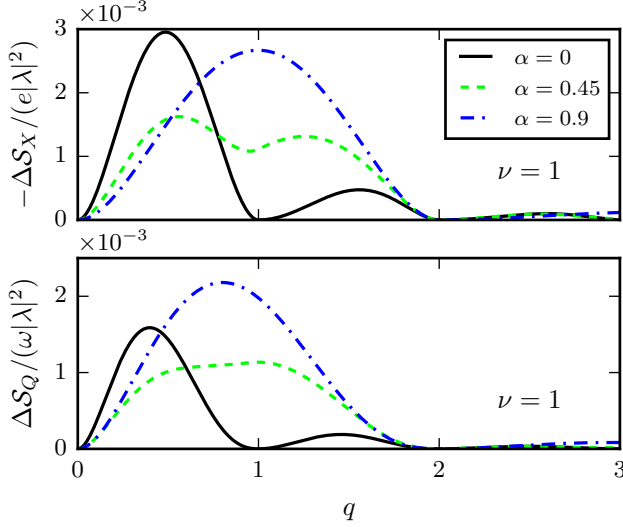 ×10⁻³
3
2
1
0
−ΔS_X/(e|λ|²)
α = 0
α = 0.45
α = 0.9
ν = 1
×10⁻³
2
1
0
ΔS_Q/(ω|λ|²)
ν = 1
0 1 2 3
q